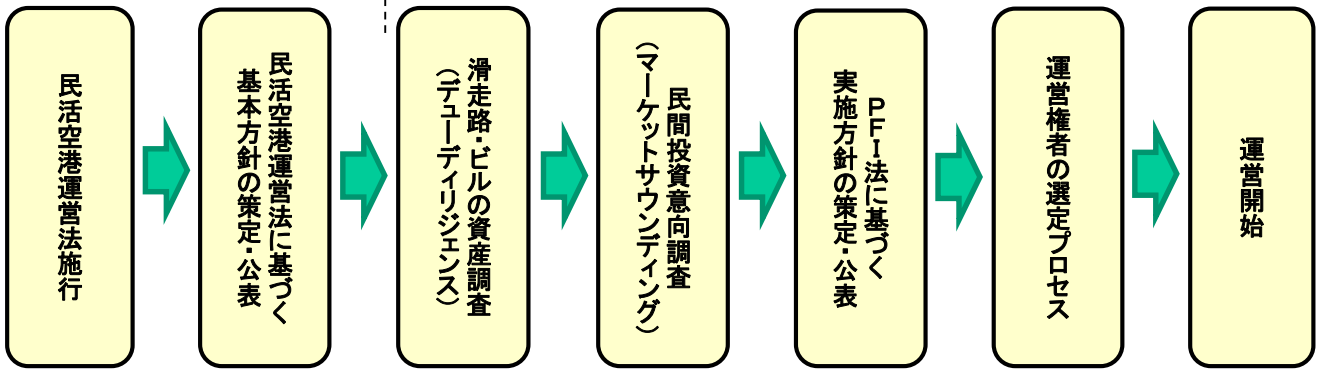 民活空港運営法施行
民活空港運営法に基づく
基本方針の策定・公表
滑走路・ビルの資産調査
（デューディリジェンス）
民間投資意向調査
（マーケットサウンディング）
ＰＦＩ法に基づく
実施方針の策定・公表
運営権者の選定プロセス
運営開始